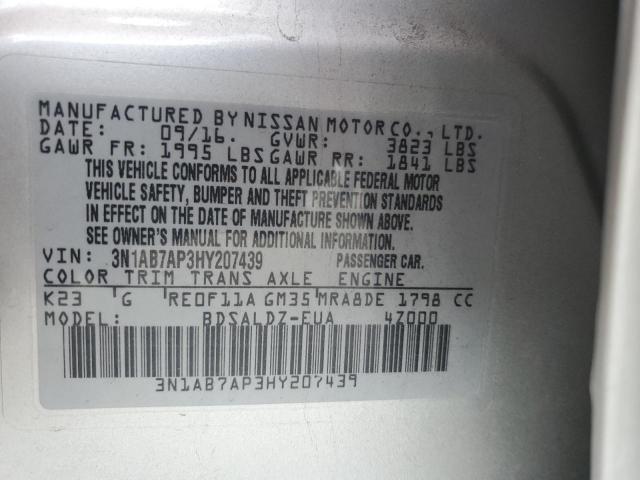 MANUFACTURED BY NISSAN MOTOR CO., LTD.
DATE: 09/16. GVWR: 3823 LBS
GAWR FR: 1995 LBS GAWR RR: 1841 LBS
THIS VEHICLE CONFORMS TO ALL APPLICABLE FEDERAL MOTOR
VEHICLE SAFETY, BUMPER AND THEFT PREVENTION STANDARDS
IN EFFECT ON THE DATE OF MANUFACTURE SHOWN ABOVE.
SEE OWNER'S MANUAL FOR ADDITIONAL INFORMATION.
VIN: 3N1AB7AP3HY207439 PASSENGER CAR.
COLOR TRIM TRANS AXLE ENGINE
K23 G RE0F11A GM35 MRA8DE 1798 CC
MODEL: BDSALDZ-EUA 4Z000
3N1AB7AP3HY207439